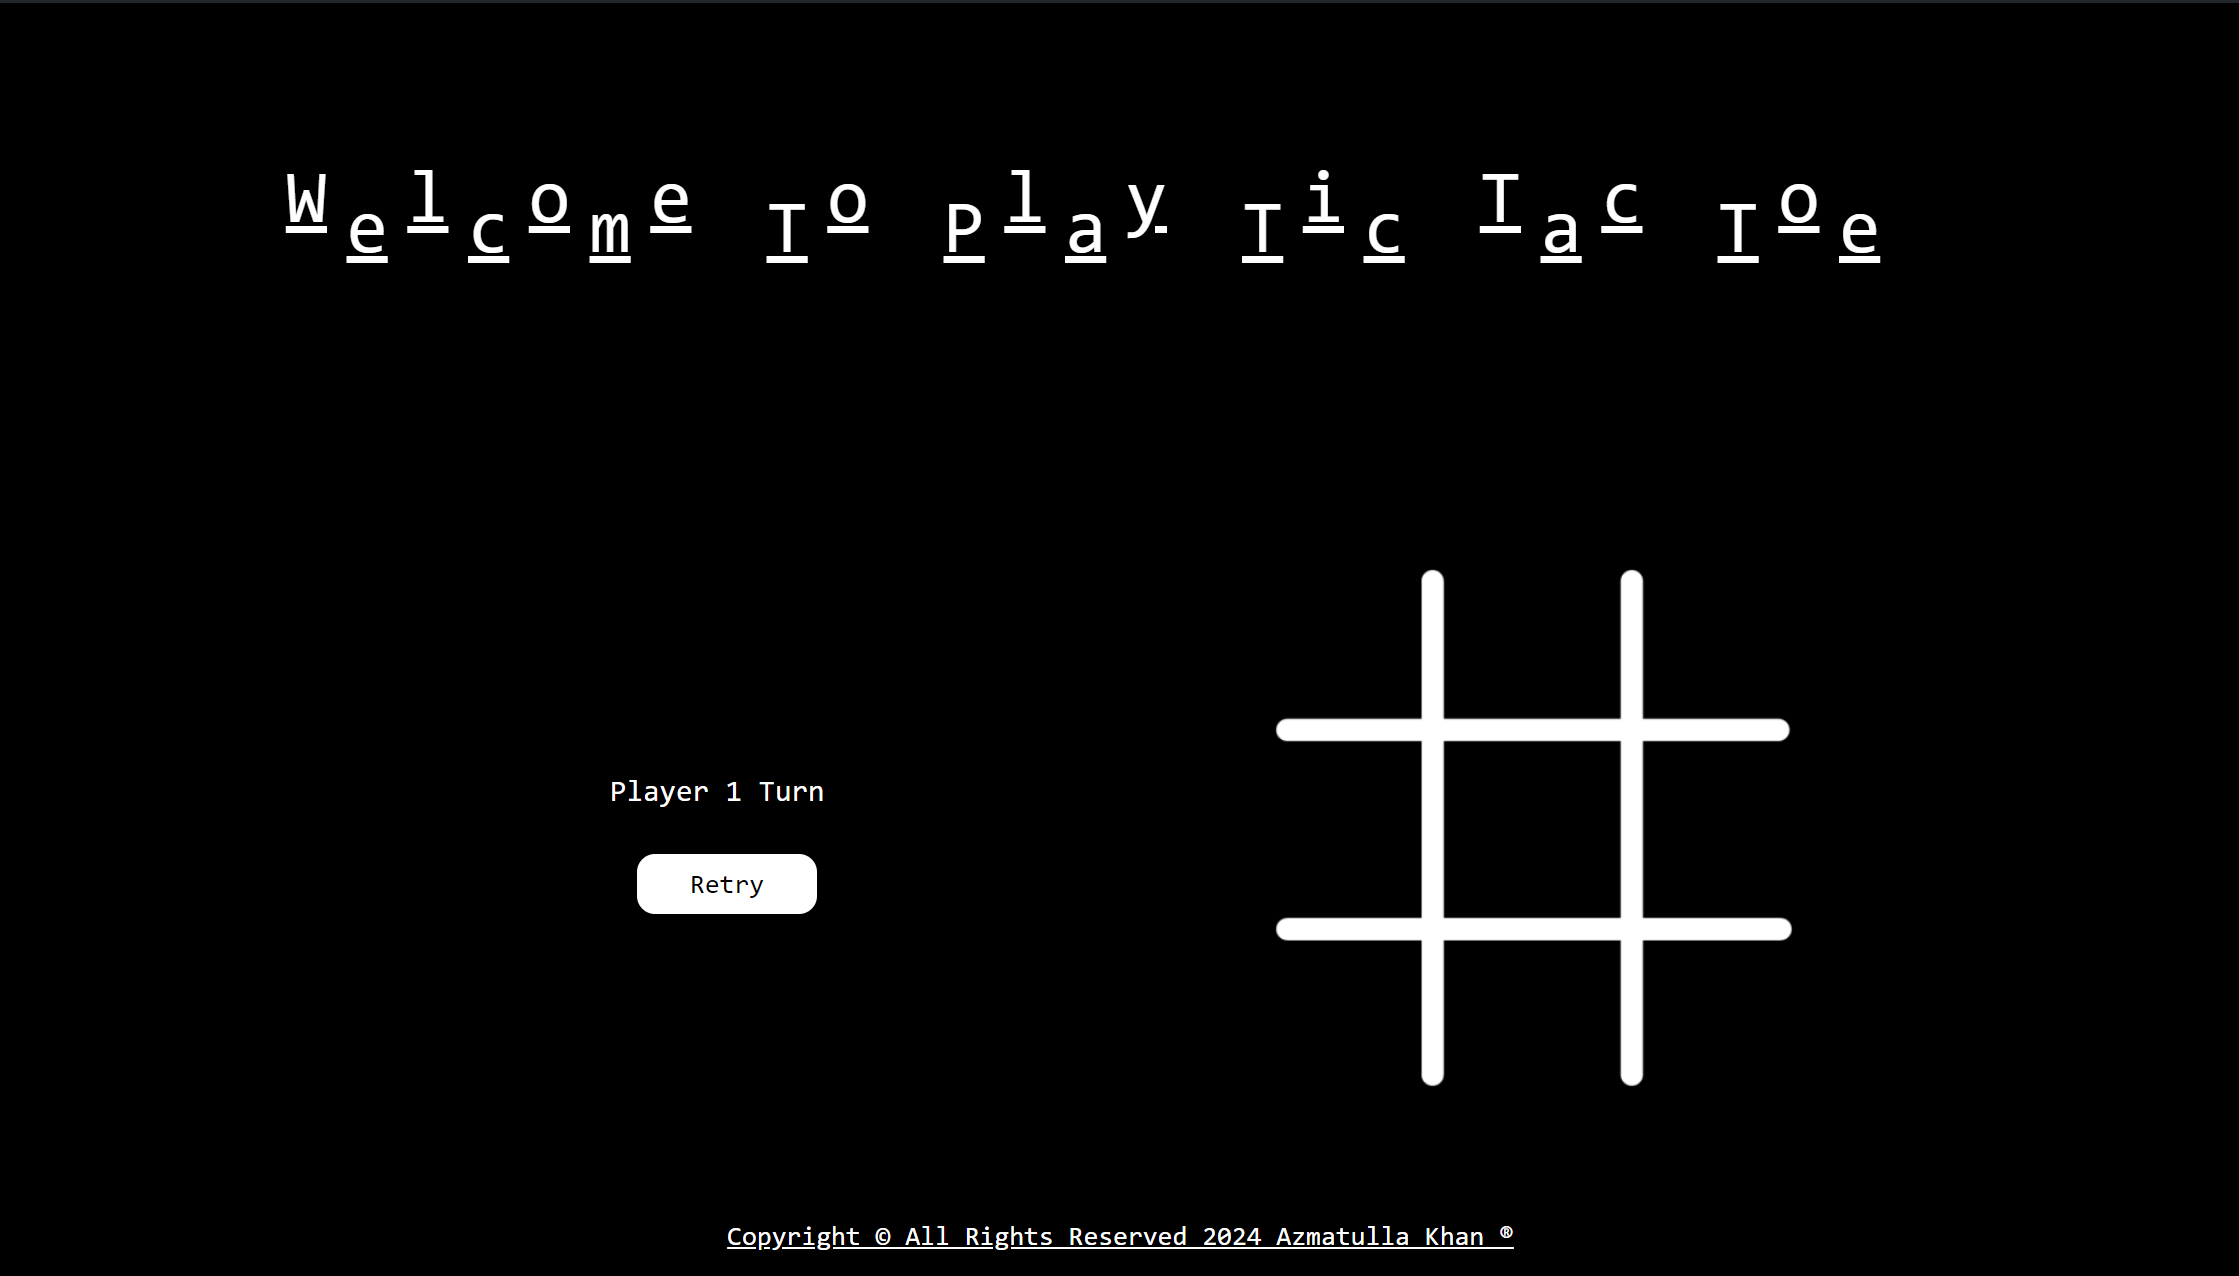 Welcome To Play Tic Tac Toe
Player 1 Turn
Retry
Copyright © All Rights Reserved 2024 Azmatulla Khan ®